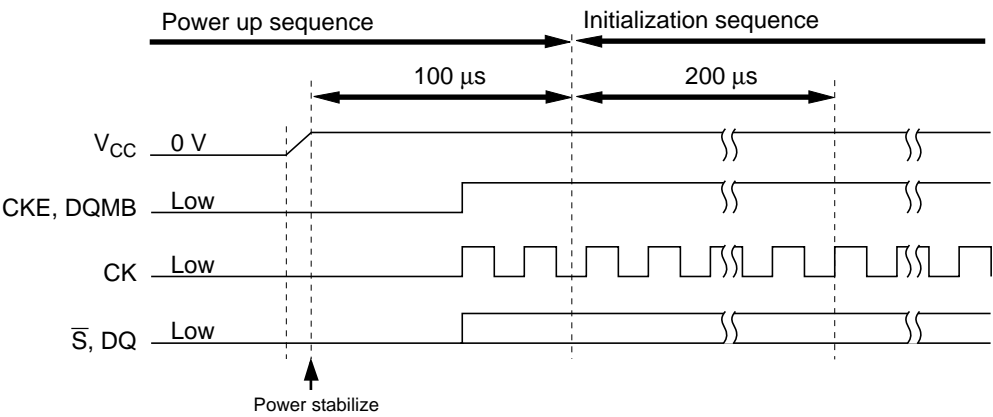 Power up sequence
Initialization sequence
100 μs
200 μs
VCC 0 V
CKE, DQMB Low
CK Low
S̅, DQ Low
Power stabilize